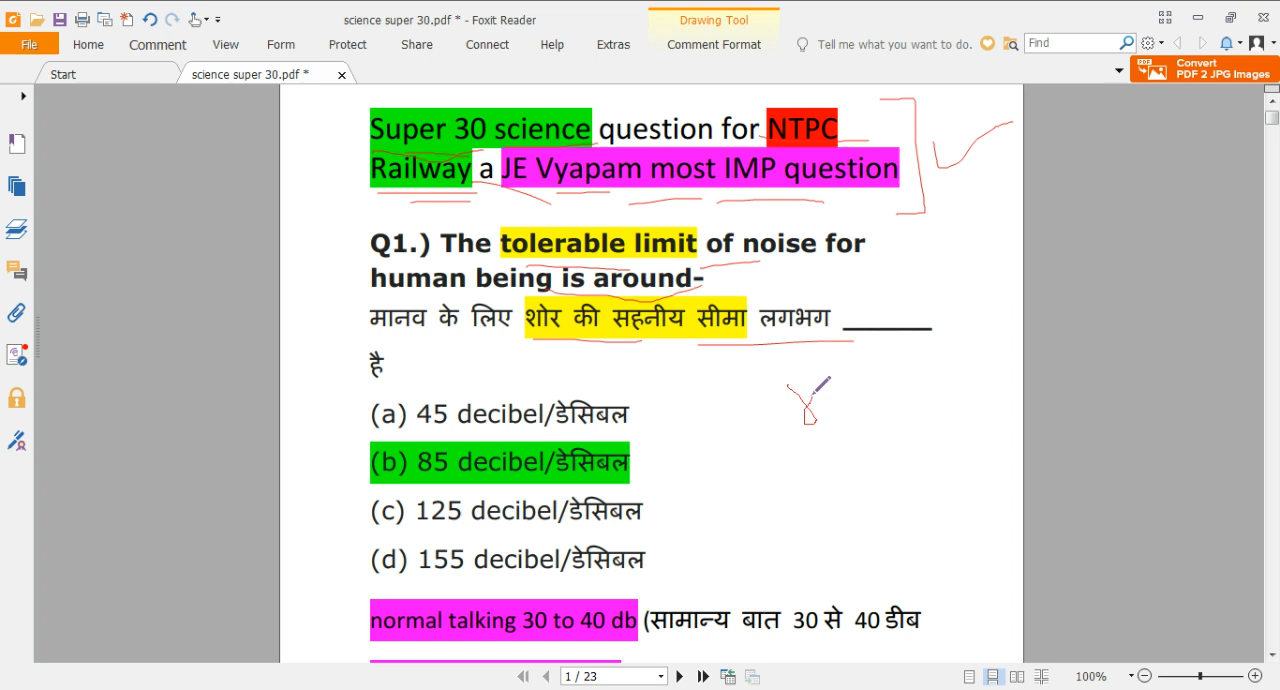 science super 30.pdf * - Foxit Reader
Drawing Tool
File Home Comment View Form Protect Share Connect Help Extras Comment Format Tell me what you want to do. Find
Start science super 30.pdf *
Convert
PDF 2 JPG Images
Super 30 science question for NTPC
Railway a JE Vyapam most IMP question
Q1.) The tolerable limit of noise for
human being is around-
मानव के लिए शोर की सहनीय सीमा लगभग ______
है
(a) 45 decibel/डेसिबल
(b) 85 decibel/डेसिबल
(c) 125 decibel/डेसिबल
(d) 155 decibel/डेसिबल
normal talking 30 to 40 db (सामान्य बात 30 से 40 डीब
1 / 23
100%